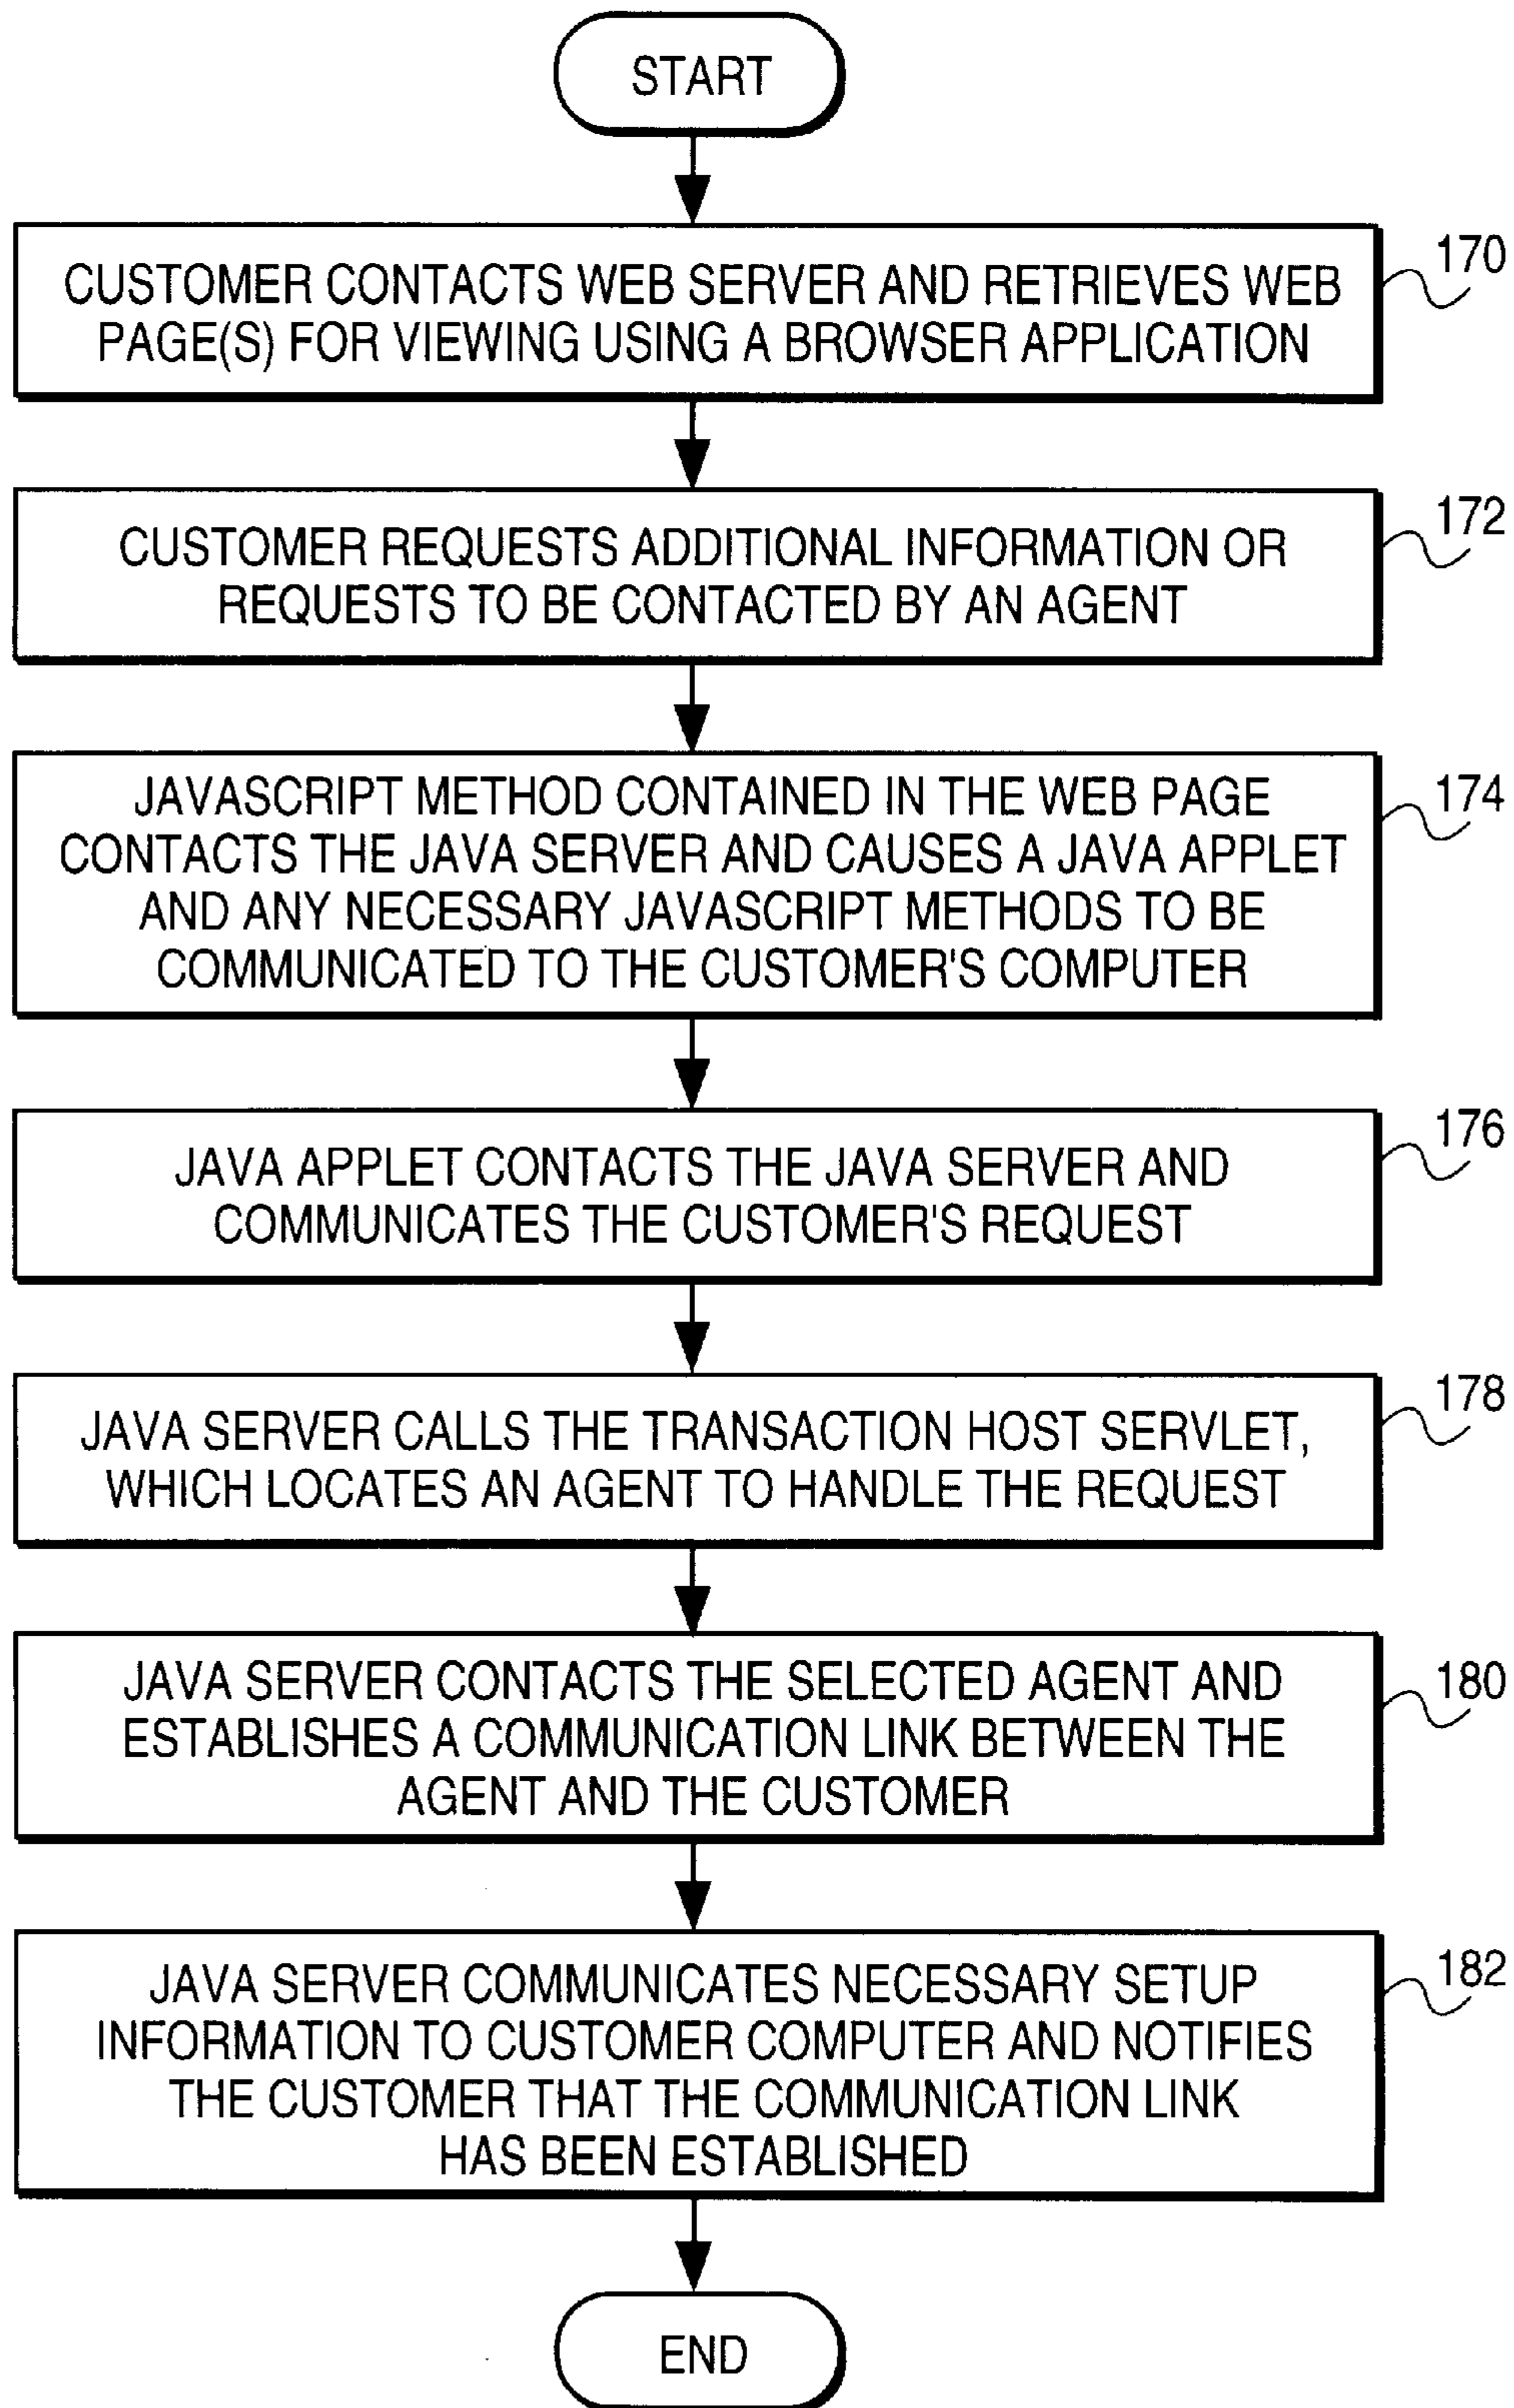 START
170
CUSTOMER CONTACTS WEB SERVER AND RETRIEVES WEB
PAGE(S) FOR VIEWING USING A BROWSER APPLICATION
172
CUSTOMER REQUESTS ADDITIONAL INFORMATION OR
REQUESTS TO BE CONTACTED BY AN AGENT
174
JAVASCRIPT METHOD CONTAINED IN THE WEB PAGE
CONTACTS THE JAVA SERVER AND CAUSES A JAVA APPLET
AND ANY NECESSARY JAVASCRIPT METHODS TO BE
COMMUNICATED TO THE CUSTOMER'S COMPUTER
176
JAVA APPLET CONTACTS THE JAVA SERVER AND
COMMUNICATES THE CUSTOMER'S REQUEST
178
JAVA SERVER CALLS THE TRANSACTION HOST SERVLET,
WHICH LOCATES AN AGENT TO HANDLE THE REQUEST
180
JAVA SERVER CONTACTS THE SELECTED AGENT AND
ESTABLISHES A COMMUNICATION LINK BETWEEN THE
AGENT AND THE CUSTOMER
182
JAVA SERVER COMMUNICATES NECESSARY SETUP
INFORMATION TO CUSTOMER COMPUTER AND NOTIFIES
THE CUSTOMER THAT THE COMMUNICATION LINK
HAS BEEN ESTABLISHED
END